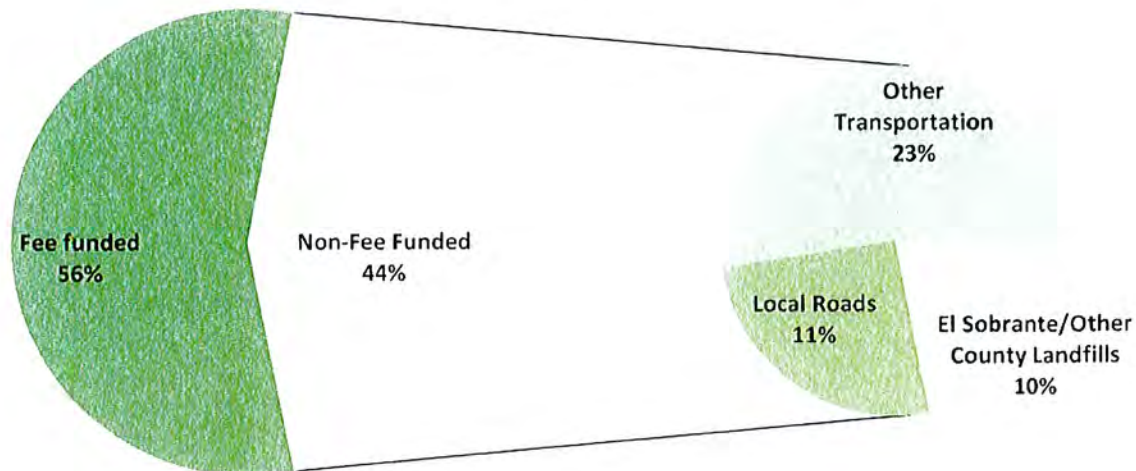 Fee funded
56%
Non-Fee Funded
44%
Other
Transportation
23%
Local Roads
11%
El Sobrante/Other
County Landfills
10%